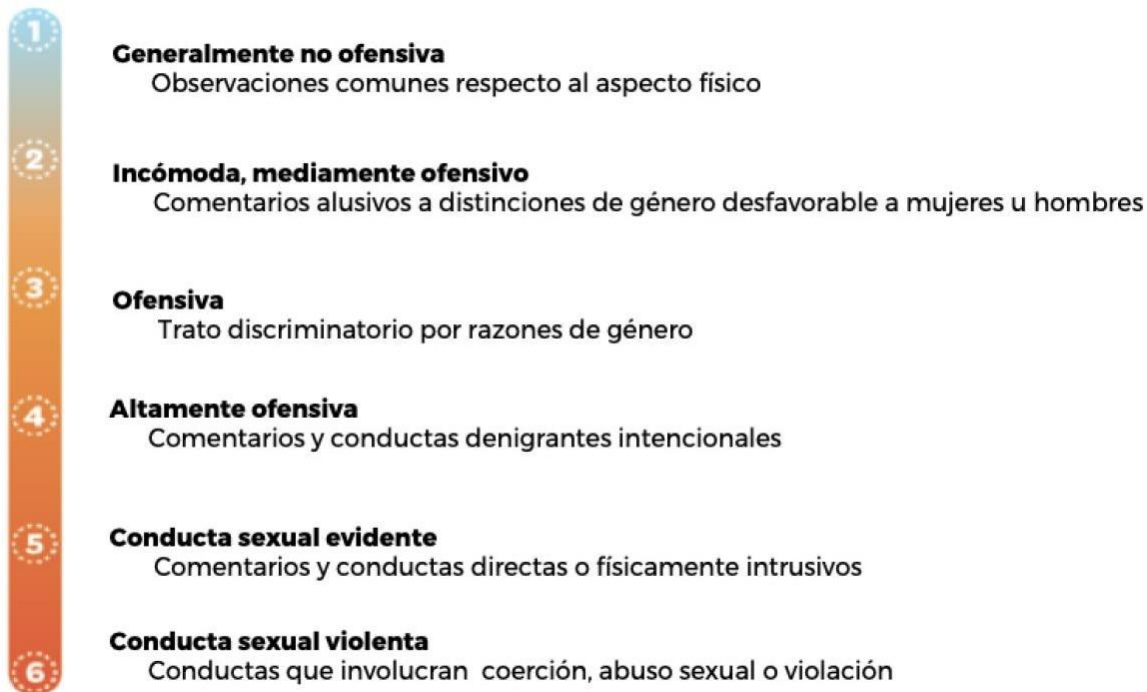 1
Generalmente no ofensiva
Observaciones comunes respecto al aspecto físico
2
Incómoda, mediamente ofensivo
Comentarios alusivos a distinciones de género desfavorable a mujeres u hombres
3
Ofensiva
Trato discriminatorio por razones de género
4
Altamente ofensiva
Comentarios y conductas denigrantes intencionales
5
Conducta sexual evidente
Comentarios y conductas directas o físicamente intrusivos
Conducta sexual violenta
6
Conductas que involucran coerción, abuso sexual o violación